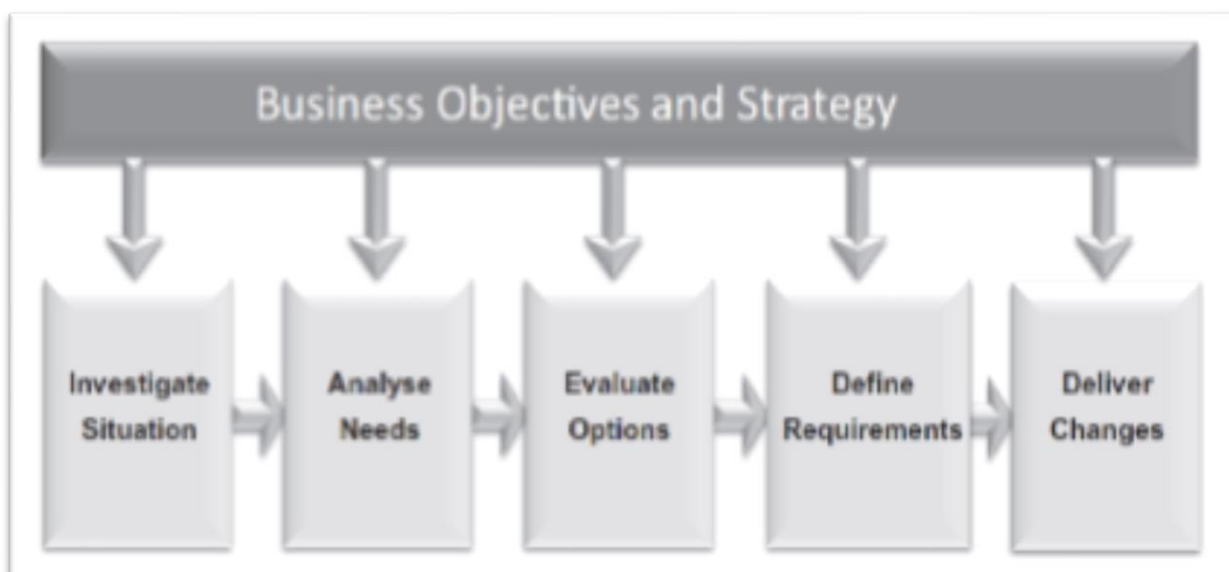 Business Objectives and Strategy
Investigate
Situation
Analyse
Needs
Evaluate
Options
Define
Requirements
Deliver
Changes